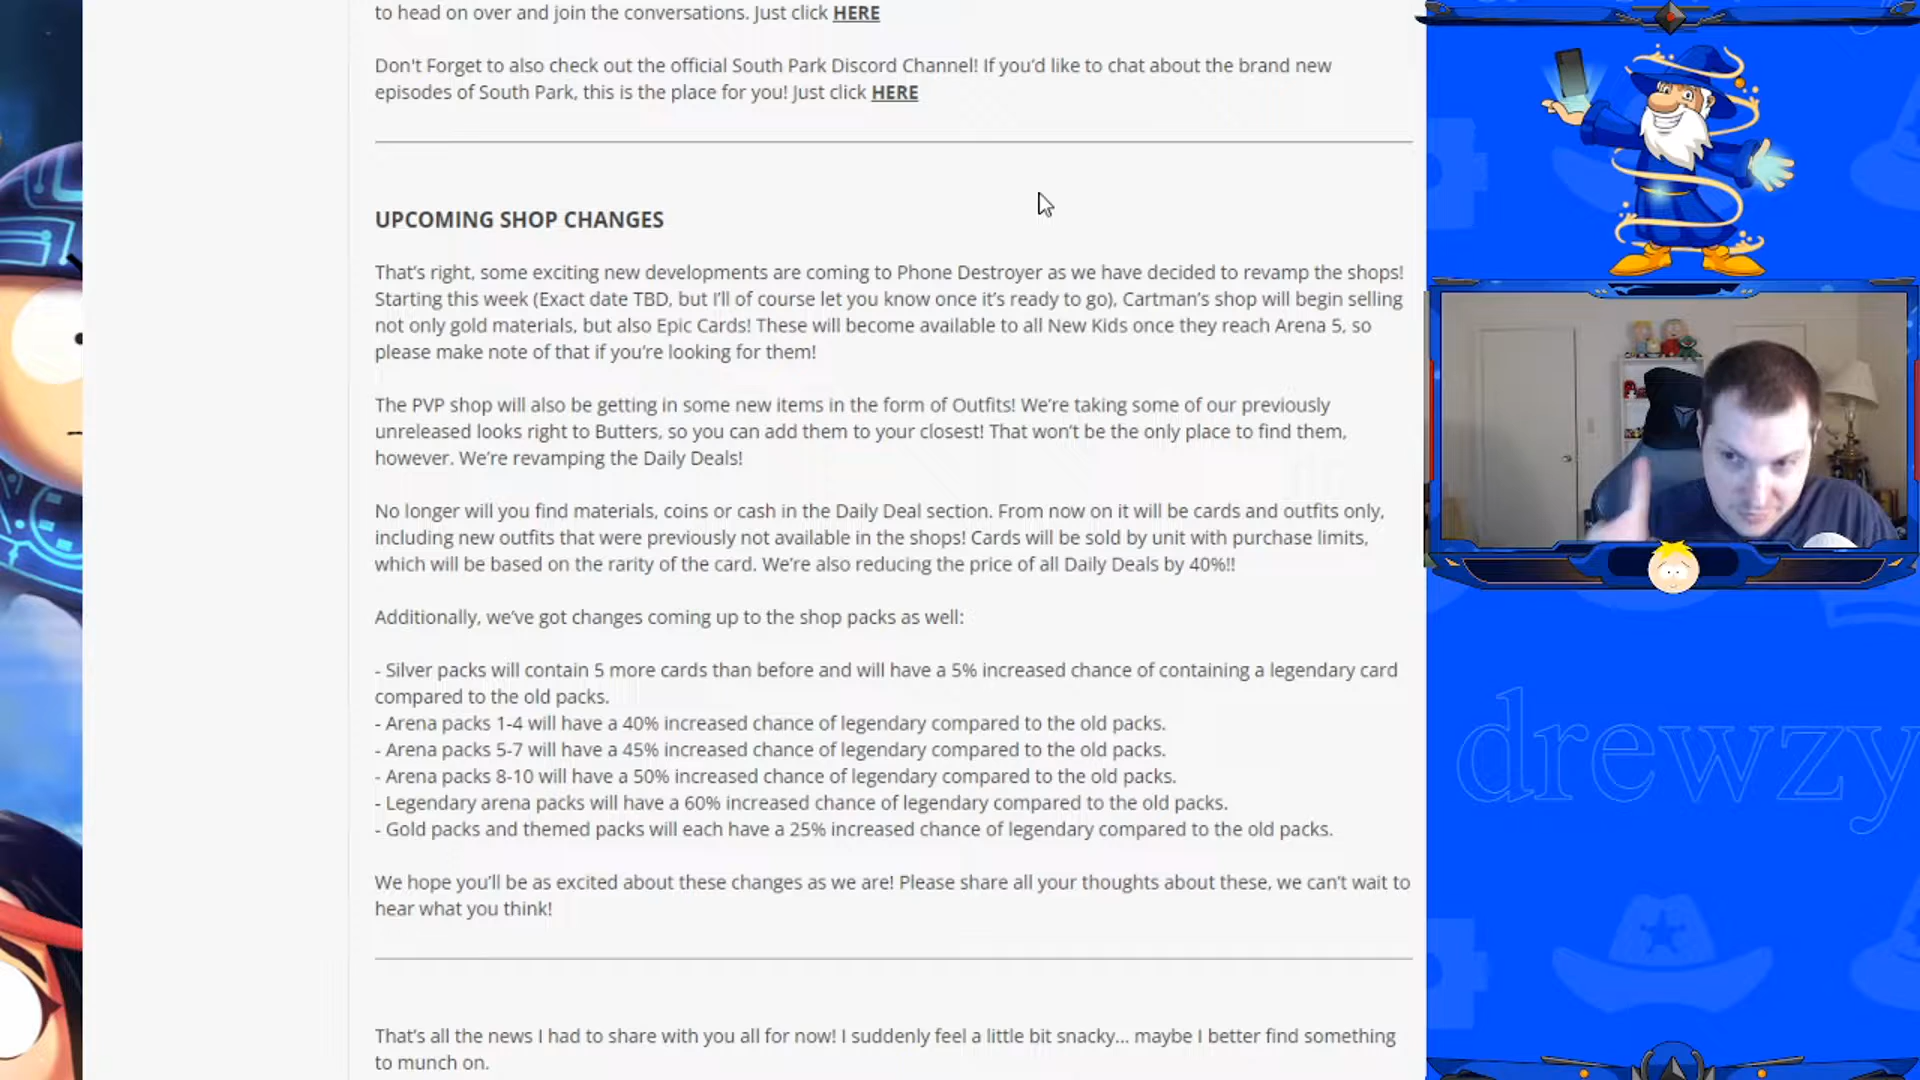 to head on over and join the conversations. Just click HERE
Don't Forget to also check out the official South Park Discord Channel! If you'd like to chat about the brand new
episodes of South Park, this is the place for you! Just click HERE
UPCOMING SHOP CHANGES
That's right, some exciting new developments are coming to Phone Destroyer as we have decided to revamp the shops!
Starting this week (Exact date TBD, but I'll of course let you know once it's ready to go), Cartman's shop will begin selling
not only gold materials, but also Epic Cards! These will become available to all New Kids once they reach Arena 5, so
please make note of that if you're looking for them!
The PVP shop will also be getting in some new items in the form of Outfits! We're taking some of our previously
unreleased looks right to Butters, so you can add them to your closest! That won't be the only place to find them,
however. We're revamping the Daily Deals!
No longer will you find materials, coins or cash in the Daily Deal section. From now on it will be cards and outfits only,
including new outfits that were previously not available in the shops! Cards will be sold by unit with purchase limits,
which will be based on the rarity of the card. We're also reducing the price of all Daily Deals by 40%!!
Additionally, we've got changes coming up to the shop packs as well:
- Silver packs will contain 5 more cards than before and will have a 5% increased chance of containing a legendary card
compared to the old packs.
- Arena packs 1-4 will have a 40% increased chance of legendary compared to the old packs.
- Arena packs 5-7 will have a 45% increased chance of legendary compared to the old packs.
- Arena packs 8-10 will have a 50% increased chance of legendary compared to the old packs.
- Legendary arena packs will have a 60% increased chance of legendary compared to the old packs.
- Gold packs and themed packs will each have a 25% increased chance of legendary compared to the old packs.
We hope you'll be as excited about these changes as we are! Please share all your thoughts about these, we can't wait to
hear what you think!
That's all the news I had to share with you all for now! I suddenly feel a little bit snacky... maybe I better find something
to munch on.
drewzy